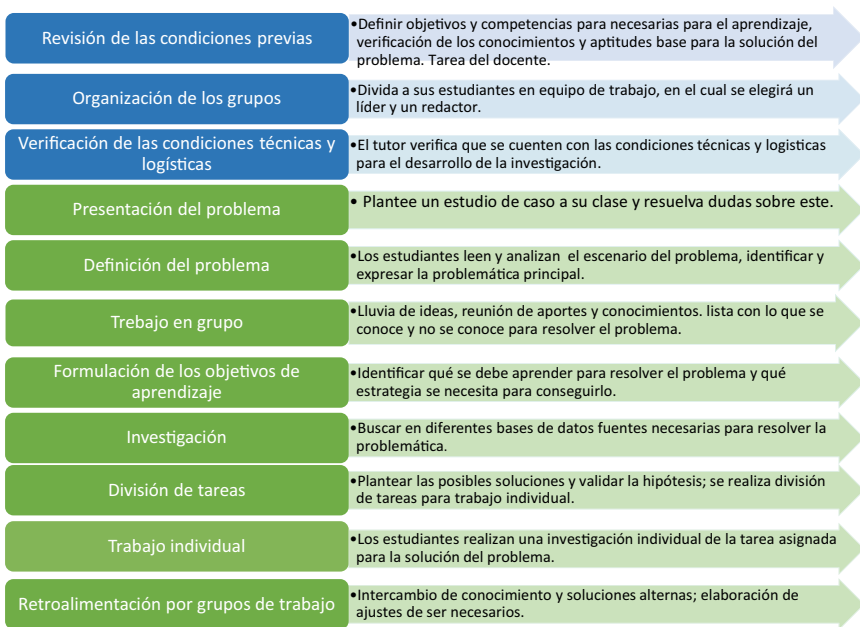 Revisión de las condiciones previas
•Definir objetivos y competencias para necesarias para el aprendizaje,
verificación de los conocimientos y aptitudes base para la solución del
problema. Tarea del docente.
Organización de los grupos
•Divida a sus estudiantes en equipo de trabajo, en el cual se elegirá un
líder y un redactor.
Verificación de las condiciones técnicas y
logísticas
•El tutor verifica que se cuenten con las condiciones técnicas y logisticas
para el desarrollo de la investigación.
Presentación del problema
• Plantee un estudio de caso a su clase y resuelva dudas sobre este.
Definición del problema
•Los estudiantes leen y analizan el escenario del problema, identificar y
expresar la problemática principal.
Trebajo en grupo
•Lluvia de ideas, reunión de aportes y conocimientos. lista con lo que se
conoce y no se conoce para resolver el problema.
Formulación de los objetivos de
aprendizaje
•Identificar qué se debe aprender para resolver el problema y qué
estrategia se necesita para conseguirlo.
Investigación
•Buscar en diferentes bases de datos fuentes necesarias para resolver la
problemática.
División de tareas
•Plantear las posibles soluciones y validar la hipótesis; se realiza división
de tareas para trabajo individual.
Trabajo individual
•Los estudiantes realizan una investigación individual de la tarea asignada
para la solución del problema.
Retroalimentación por grupos de trabajo
•Intercambio de conocimiento y soluciones alternas; elaboración de
ajustes de ser necesarios.